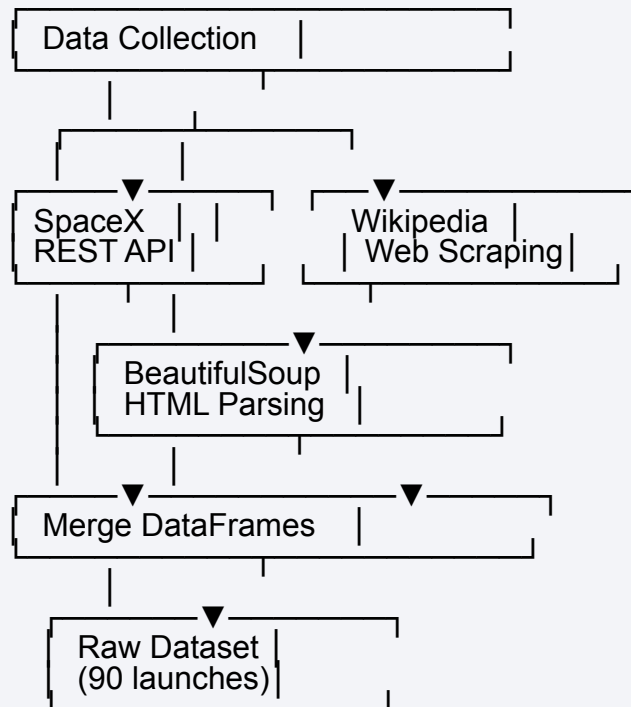 Data Collection
SpaceX
REST API
Wikipedia
Web Scraping
BeautifulSoup
HTML Parsing
Merge DataFrames
Raw Dataset
(90 launches)